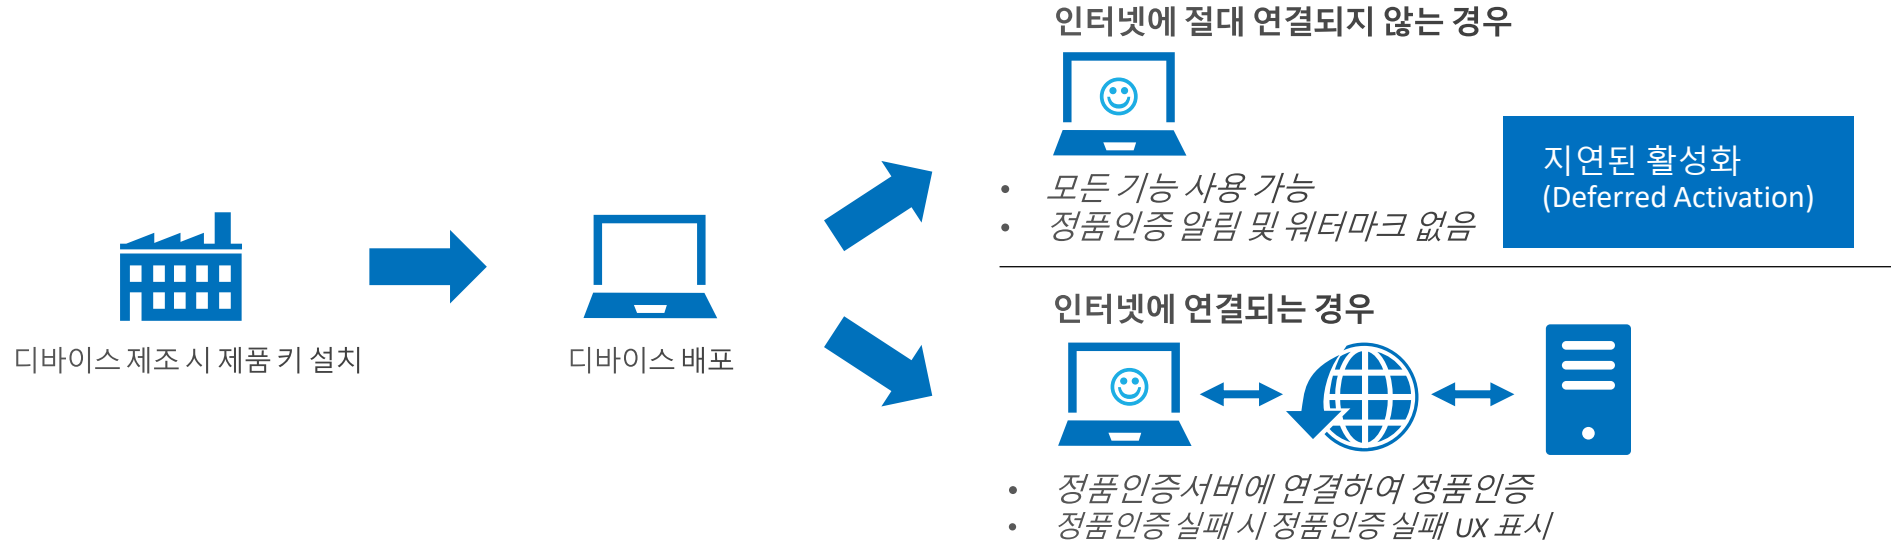 인터넷에 절대 연결되지 않는 경우
• 모든 기능 사용 가능
• 정품인증 알림 및 워터마크 없음
지연된 활성화
(Deferred Activation)
디바이스 제조 시 제품 키 설치
디바이스 배포
인터넷에 연결되는 경우
• 정품인증서버에 연결하여 정품인증
• 정품인증 실패 시 정품인증 실패 UX 표시